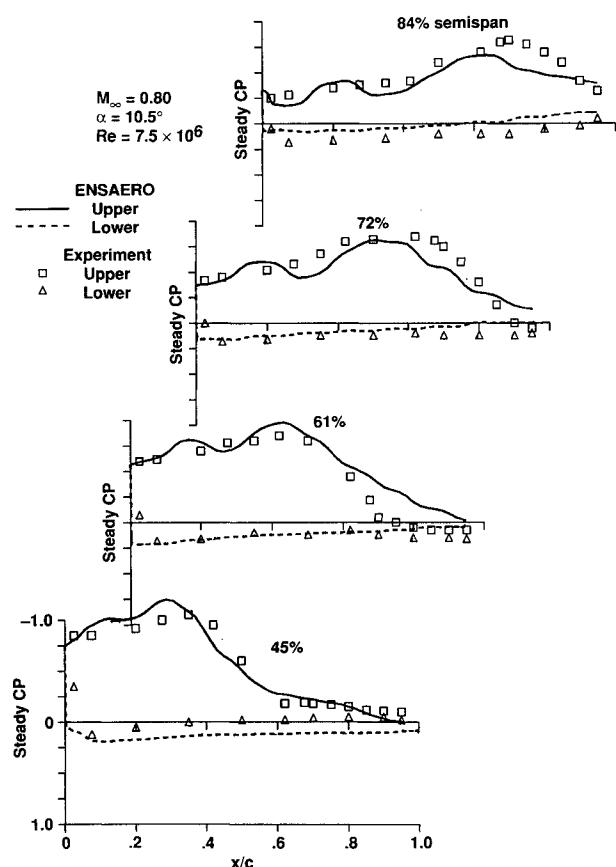 84% semispan
M∞ = 0.80
α = 10.5°
Re = 7.5 × 10⁶
Steady CP
ENSAERO
Upper
Lower
Experiment
Upper
Lower
72%
Steady CP
61%
Steady CP
−1.0
45%
Steady CP
0
1.0
0 .2 .4 .6 .8 1.0
x/c